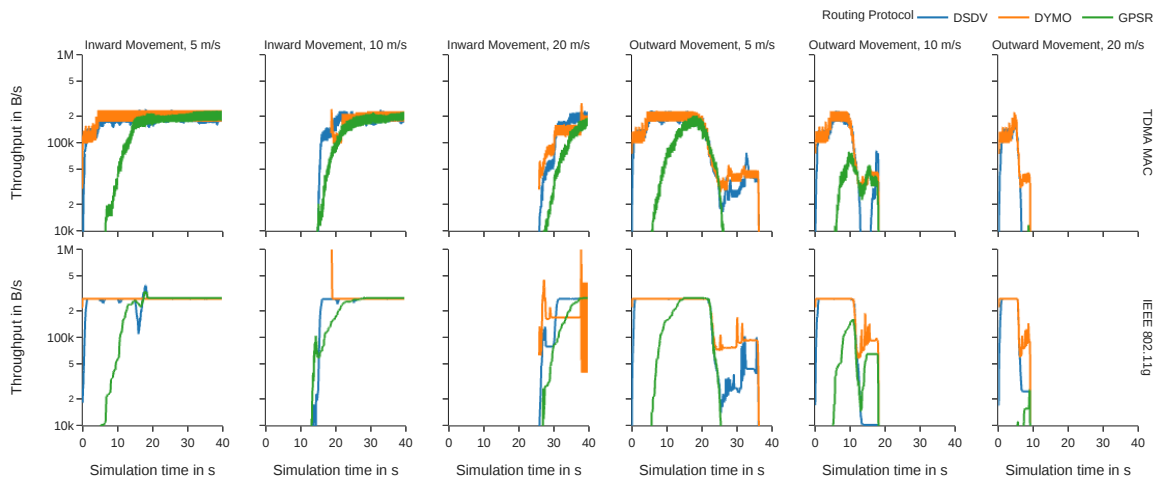 Routing Protocol DSDV DYMO GPSR
Inward Movement, 5 m/s Inward Movement, 10 m/s Inward Movement, 20 m/s Outward Movement, 5 m/s Outward Movement, 10 m/s Outward Movement, 20 m/s
Throughput in B/s
1M
5
2
100k
5
2
10k
TDMA MAC
Throughput in B/s
1M
5
2
100k
5
2
10k
IEEE 802.11g
0 10 20 30 40 0 10 20 30 40 0 10 20 30 40 0 10 20 30 40 0 10 20 30 40 0 10 20 30 40
Simulation time in s Simulation time in s Simulation time in s Simulation time in s Simulation time in s Simulation time in s